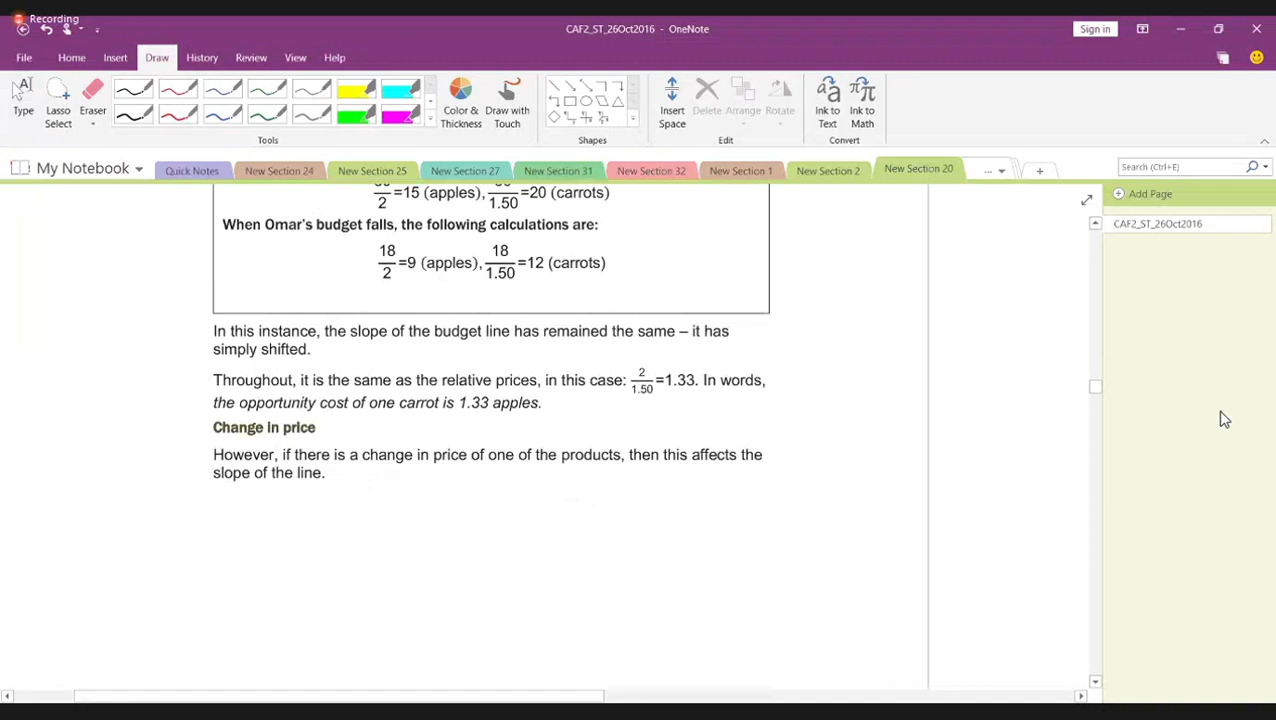 Recording
CAF2_ST_26Oct2016 - OneNote
Sign in
File Home Insert Draw History Review View Help
Type
Lasso Select
Eraser
Color & Thickness
Draw with Touch
Insert Space
Delete
Arrange
Rotate
Ink to Text
Ink to Math
Tools
Shapes
Edit
Convert
My Notebook
Quick Notes
New Section 24
New Section 25
New Section 27
New Section 31
New Section 32
New Section 1
New Section 2
New Section 20
...
Search (Ctrl+E)
Add Page
CAF2_ST_26Oct2016
/2 =15 (apples), /1.50 =20 (carrots)
When Omar's budget falls, the following calculations are:
18/2 =9 (apples), 18/1.50 =12 (carrots)
In this instance, the slope of the budget line has remained the same – it has
simply shifted.
Throughout, it is the same as the relative prices, in this case: 2/1.50 =1.33. In words,
the opportunity cost of one carrot is 1.33 apples.
Change in price
However, if there is a change in price of one of the products, then this affects the
slope of the line.